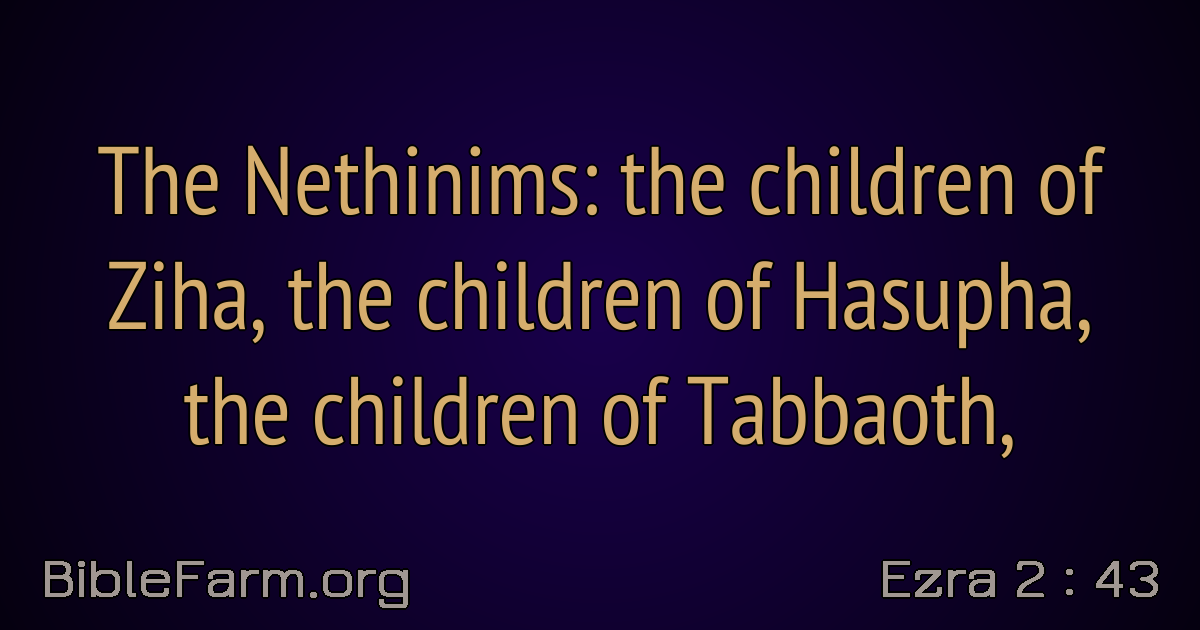 The Nethinims: the children of
Ziha, the children of Hasupha,
the children of Tabbaoth,
BibleFarm.org
Ezra 2 : 43